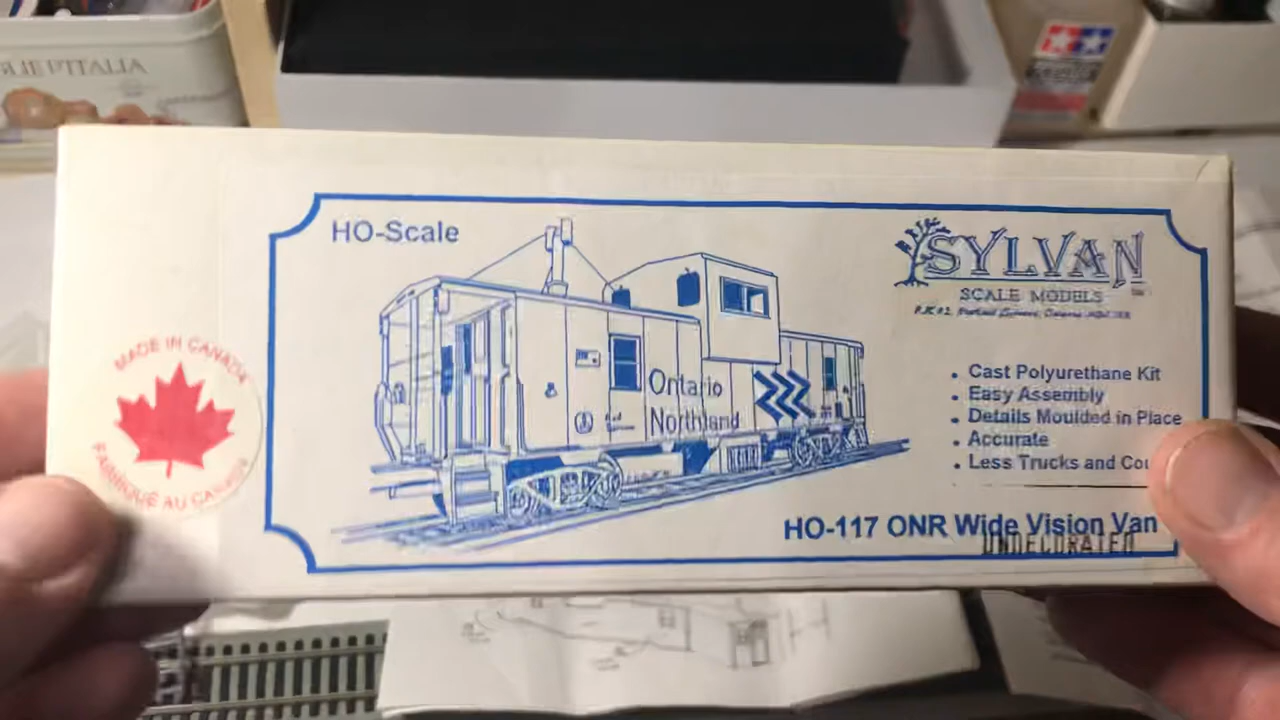 D'ITALIA
HO-Scale
SYLVAN
SCALE MODELS
MADE IN CANADA
FABRIQUÉ AU CANADA
Ontario
Northland
• Cast Polyurethane Kit
• Easy Assembly
• Details Moulded in Place
• Accurate
• Less Trucks and
HO-117 ONR Wide Vision Van
UNDECORATED